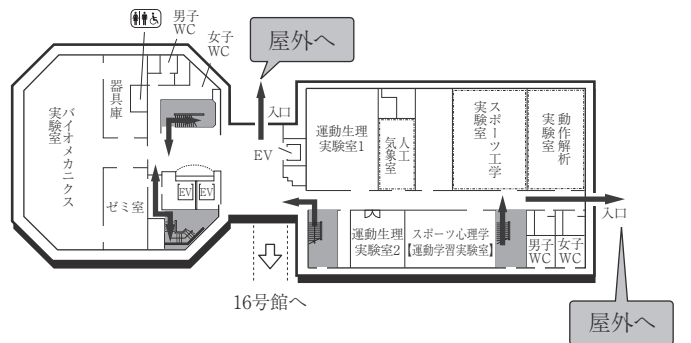 男子
WC
女子
WC
屋外へ
器具庫
バイオメカニクス
実験室
入口
EV
運動生理
実験室1
人工
気象室
スポーツ工学
実験室
動作解析
実験室
ゼミ室
EV
EV
入口
運動生理
実験室2
スポーツ心理学
【運動学習実験室】
男子
WC
女子
WC
16号館へ
屋外へ